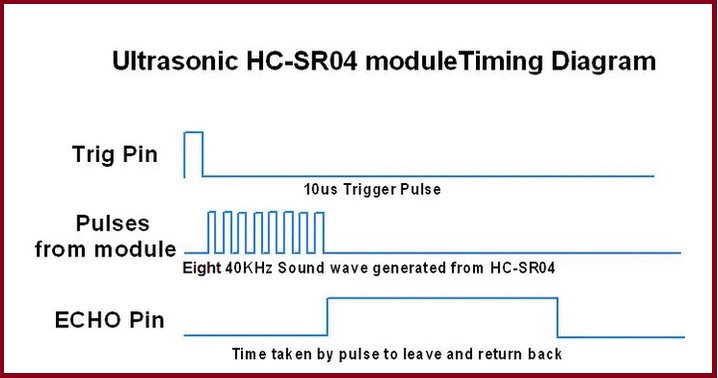 Ultrasonic HC-SR04 moduleTiming Diagram
Trig Pin
10us Trigger Pulse
Pulses
from module
Eight 40KHz Sound wave generated from HC-SR04
ECHO Pin
Time taken by pulse to leave and return back